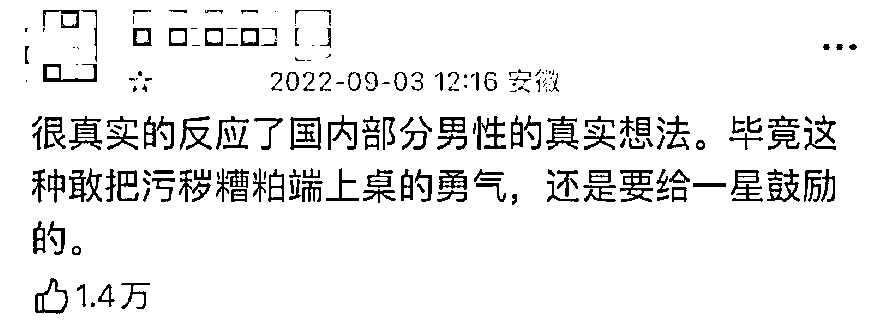 2022-09-03 12:16 安徽
很真实的反应了国内部分男性的真实想法。毕竟这
种敢把污秽糟粕端上桌的勇气，还是要给一星鼓励
的。
1.4万